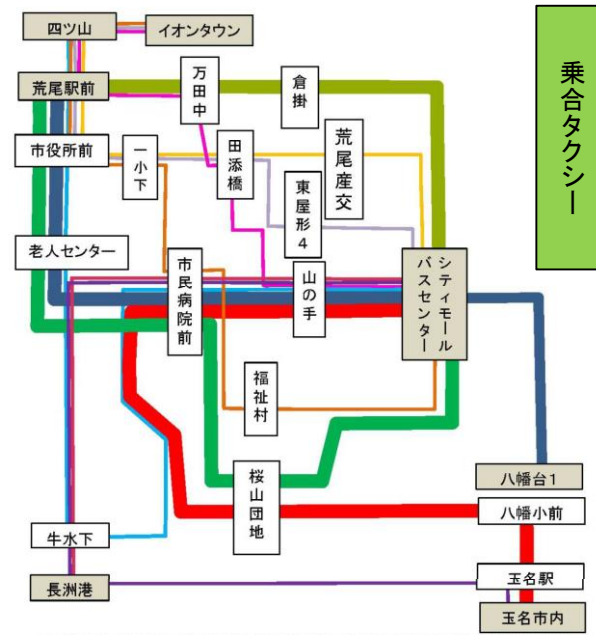 四ツ山
イオンタウン
荒尾駅前
万田中
倉掛
乗合タクシー
市役所前
一小下
田添橋
荒尾産交
東屋形4
老人センター
市民病院前
山の手
シティモール
バスセンター
福祉村
桜山団地
八幡台1
八幡小前
牛水下
長洲港
玉名駅
玉名市内